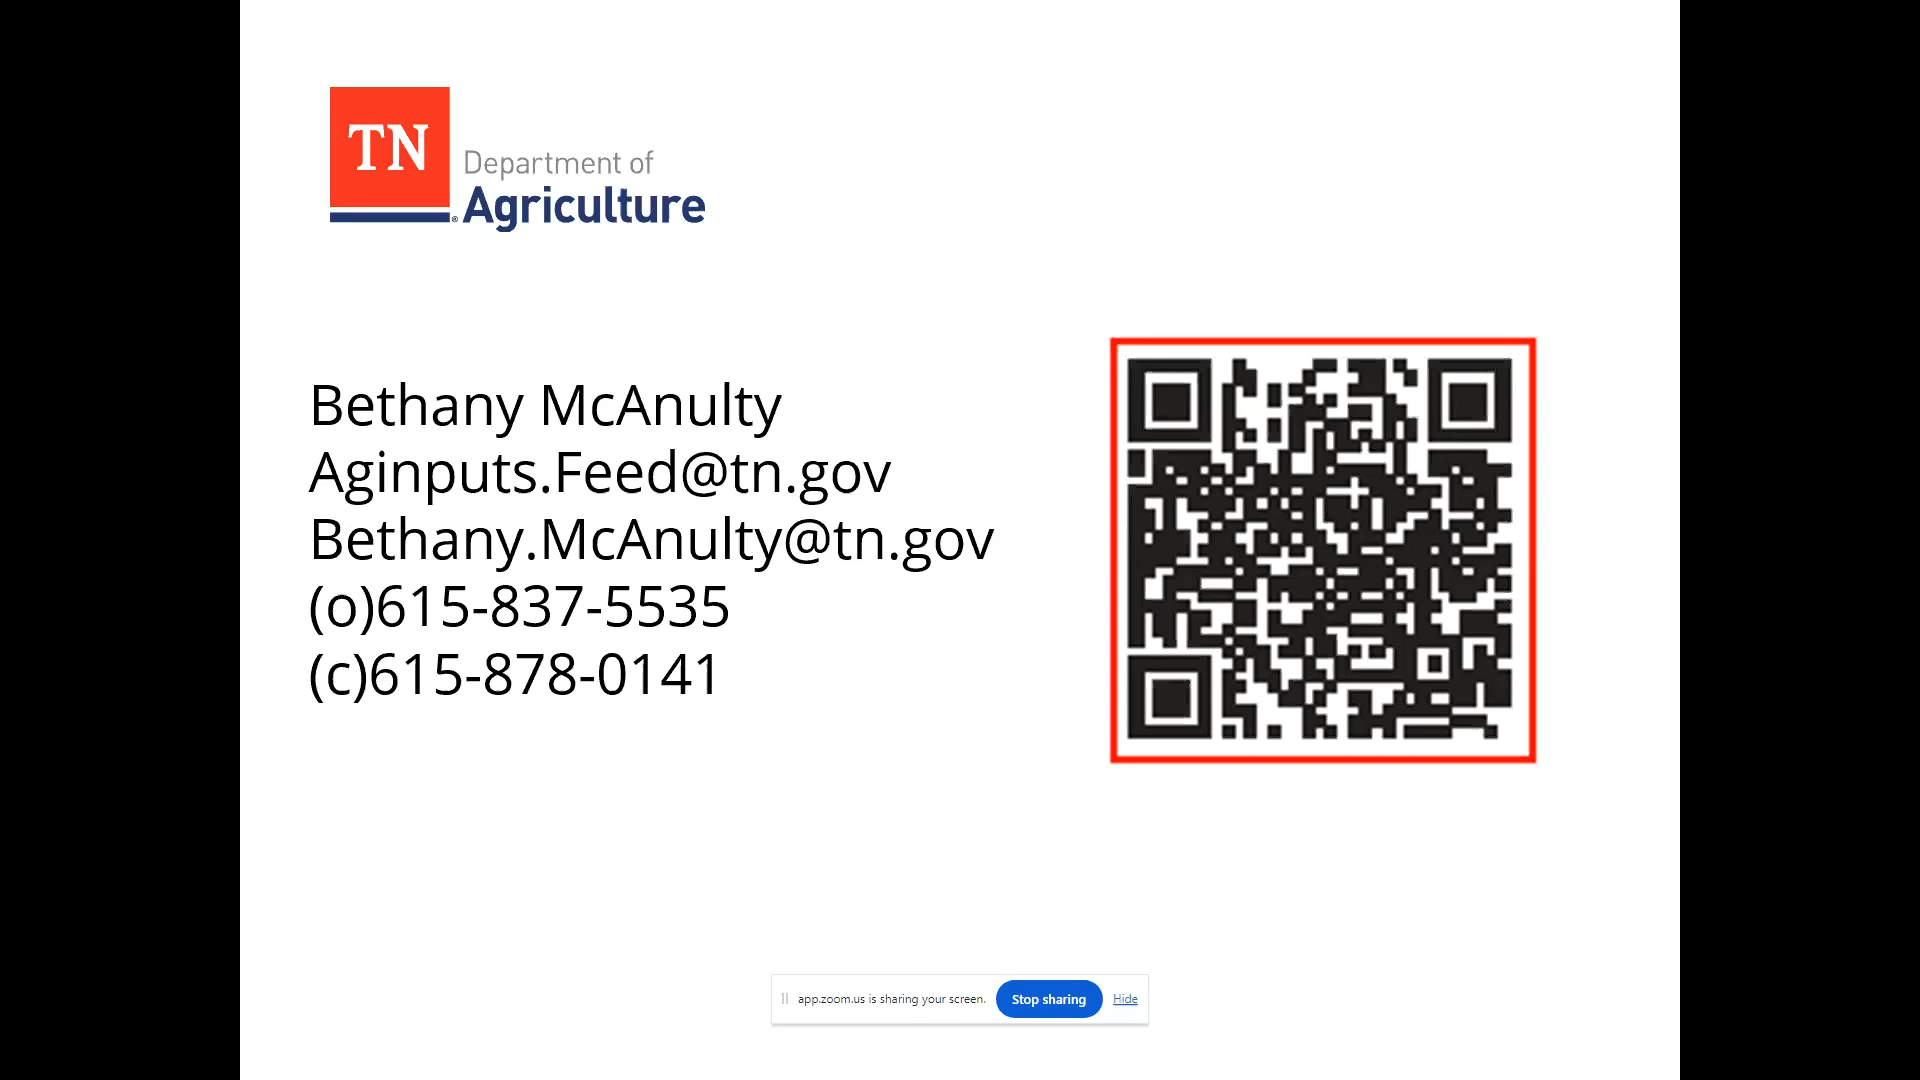 TN
Department of
® Agriculture
Bethany McAnulty
Aginputs.Feed@tn.gov
Bethany.McAnulty@tn.gov
(o)615-837-5535
(c)615-878-0141
app.zoom.us is sharing your screen. Stop sharing Hide